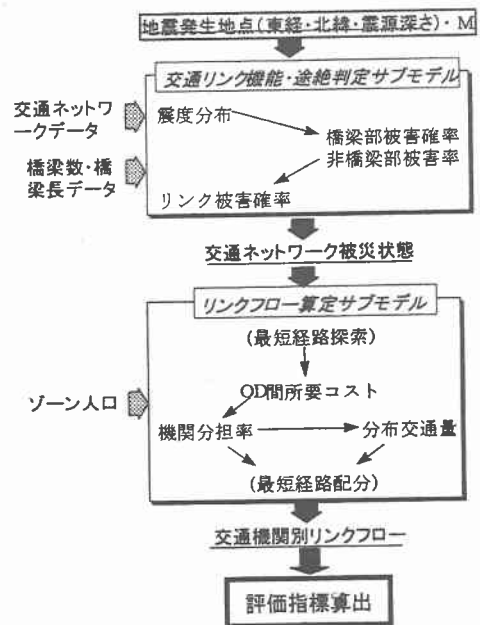 地震発生地点(東経・北緯・震源深さ)・M
交通リンク機能・途絶判定サブモデル
交通ネットワ
ークデータ
震度分布
橋梁部被害確率
非橋梁部被害率
橋梁数・橋
梁長データ
リンク被害確率
交通ネットワーク被災状態
リンクフロー算定サブモデル
(最短経路探索)
OD間所要コスト
ゾーン人口
機関分担率
分布交通量
(最短経路配分)
交通機関別リンクフロー
評価指標算出